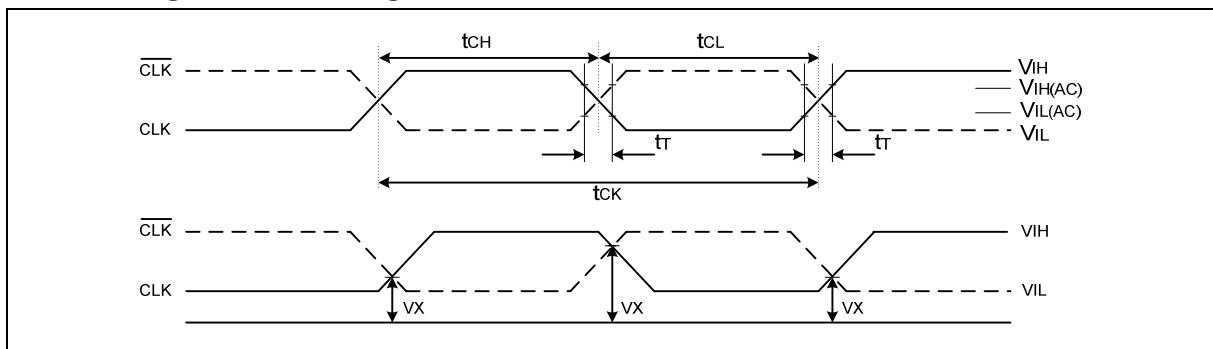 tCH tCL
CLK VIH
VIH(AC)
VIL(AC)
CLK VIL
tT tT
tCK
CLK VIH
CLK VIL
VX VX VX